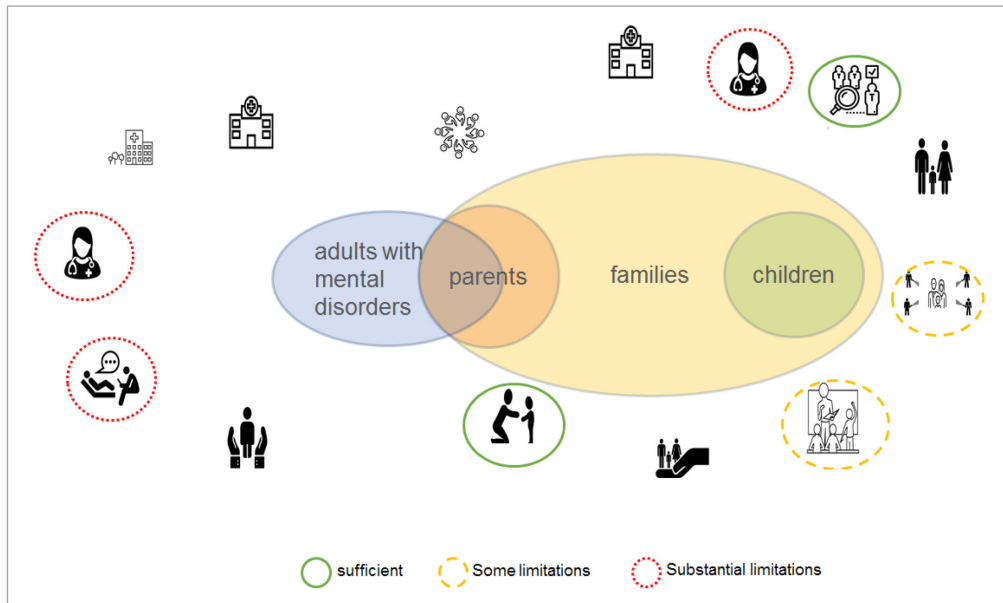 adults with
mental
disorders
parents
families
children
sufficient
Some limitations
Substantial limitations